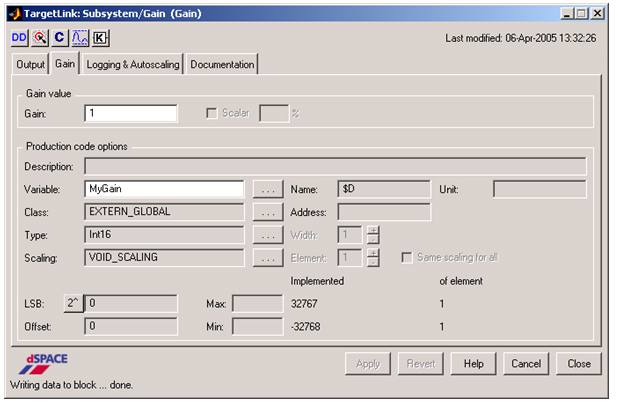 TargetLink: Subsystem/Gain (Gain)
DD C K Last modified: 06-Apr-2005 13:32:26
Output Gain Logging & Autoscaling Documentation
Gain value
Gain: 1 Scalar %
Production code options
Description:
Variable: MyGain ... Name: $D Unit:
Class: EXTERN_GLOBAL ... Address:
Type: Int16 ... Width: 1
Scaling: VOID_SCALING ... Element: 1 Same scaling for all
Implemented of element
LSB: 2^ 0 Max: 32767 1
Offset: 0 Min: -32768 1
dSPACE
Apply Revert Help Cancel Close
Writing data to block ... done.